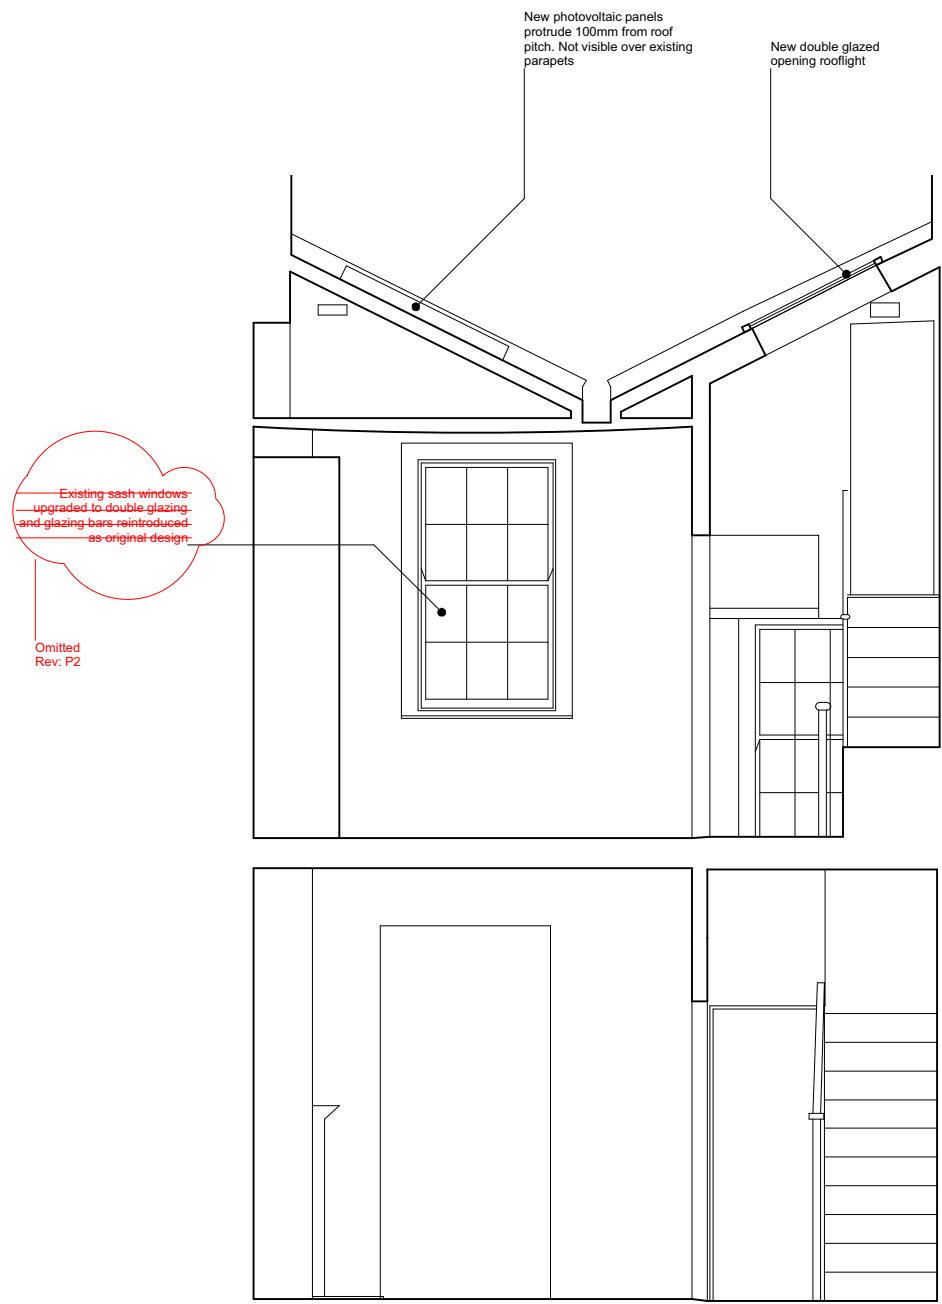 New photovoltaic panels
protrude 100mm from roof
pitch. Not visible over existing
parapets
New double glazed
opening rooflight
Existing sash windows
upgraded to double glazing
and glazing bars reintroduced
as original design
Omitted
Rev: P2